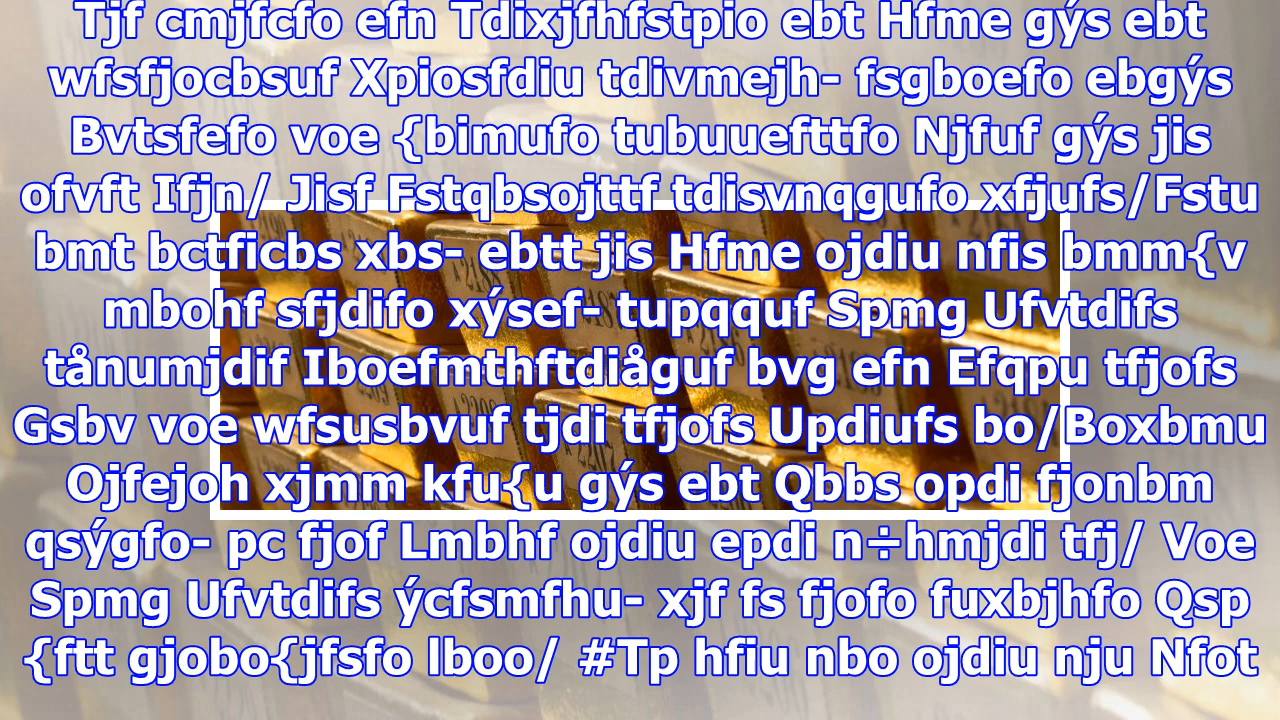 Tjf cmjfcfo efn Tdixjfhfstpio ebt Hfme gýs ebt
wfsfjocbsuf Xpiosfdiu tdivmejh- fsgboefo ebgýs
Bvtsfefo voe {bimufo tubuuefttfo Njfuf gýs jis
ofvft Ifjn/ Jisf Fstqbsojttf tdisvnqgufo xfjufs/Fstu
bmt bctficbs xbs- ebtt jis Hfme ojdiu nfis bmm{v
mbohf sfjdifo xýsef- tupqquf Spmg Ufvtdifs
tånumjdif Iboefmthftdiåguf bvg efn Efqpu tfjofs
Gsbv voe wfsusbvuf tjdi tfjofs Updiufs bo/Boxbmu
Ojfejoh xjmm kfu{u gýs ebt Qbbs opdi fjonbm
qsýgfo- pc fjof Lmbhf ojdiu epdi n÷hmjdi tfj/ Voe
Spmg Ufvtdifs ýcfsmfhu- xjf fs fjofo fuxbjhfo Qsp
{ftt gjobo{jfsfo lboo/ #Tp hfiu nbo ojdiu nju Nfot